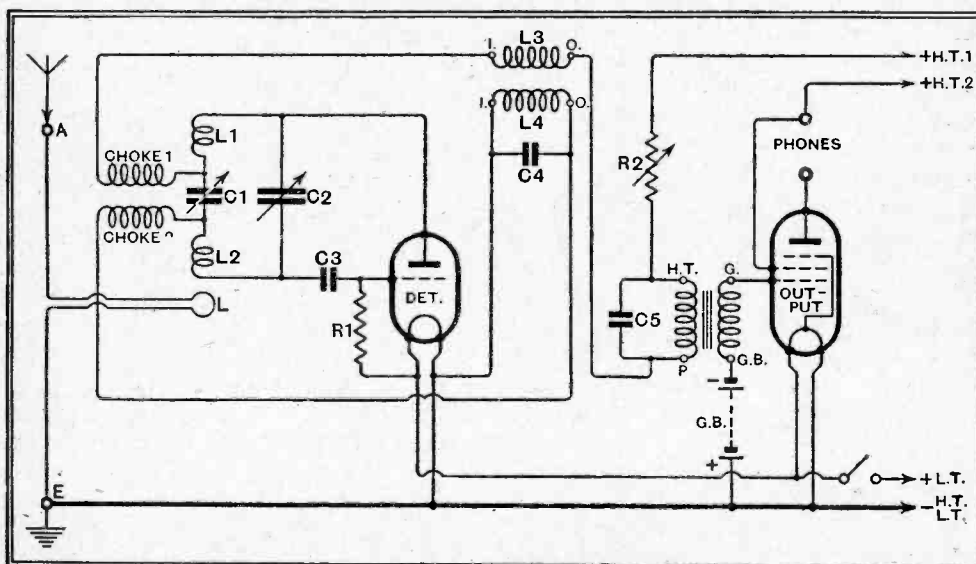 A
CHOKE 1
CHOKE
L1
C1
C2
L2
L
C3
R1
DET.
I. L3 O.
I. O.
L4
C4
R2
+H.T.1
+H.T.2
PHONES
H.T. G.
C5
P G.B.
OUT-
PUT
-
G.B.
+
E
+L.T.
-H.T.
L.T.